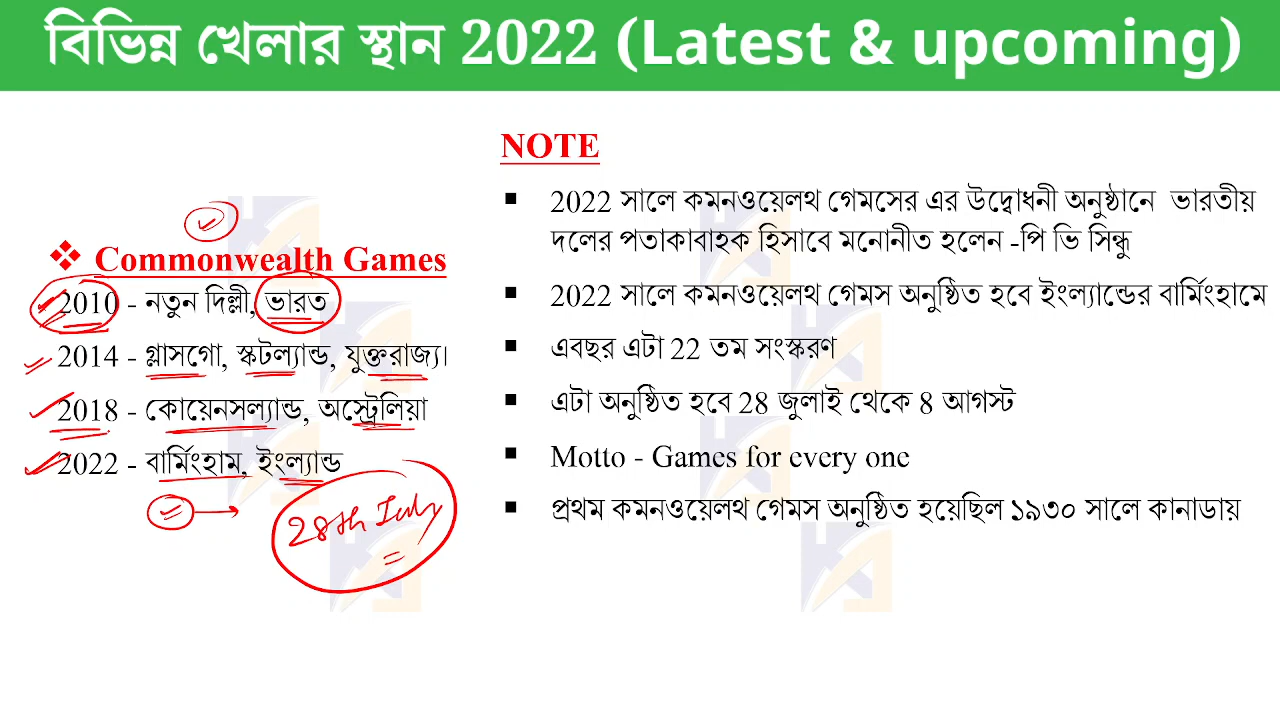 বিভিন্ন খেলার স্থান 2022 (Latest & upcoming)
❖ Commonwealth Games
2010 - নতুন দিল্লী, ভারত
2014 - গ্লাসগো, স্কটল্যান্ড, যুক্তরাজ্য।
2018 - কোয়েনসল্যান্ড, অস্ট্রেলিয়া
2022 - বার্মিংহাম, ইংল্যান্ড
28th July
NOTE
▪ 2022 সালে কমনওয়েলথ গেমসের এর উদ্বোধনী অনুষ্ঠানে ভারতীয়
দলের পতাকাবাহক হিসাবে মনোনীত হলেন -পি ভি সিন্ধু
▪ 2022 সালে কমনওয়েলথ গেমস অনুষ্ঠিত হবে ইংল্যান্ডের বার্মিংহামে
▪ এবছর এটা 22 তম সংস্করণ
▪ এটা অনুষ্ঠিত হবে 28 জুলাই থেকে 8 আগস্ট
▪ Motto - Games for every one
▪ প্রথম কমনওয়েলথ গেমস অনুষ্ঠিত হয়েছিল ১৯৩০ সালে কানাডায়